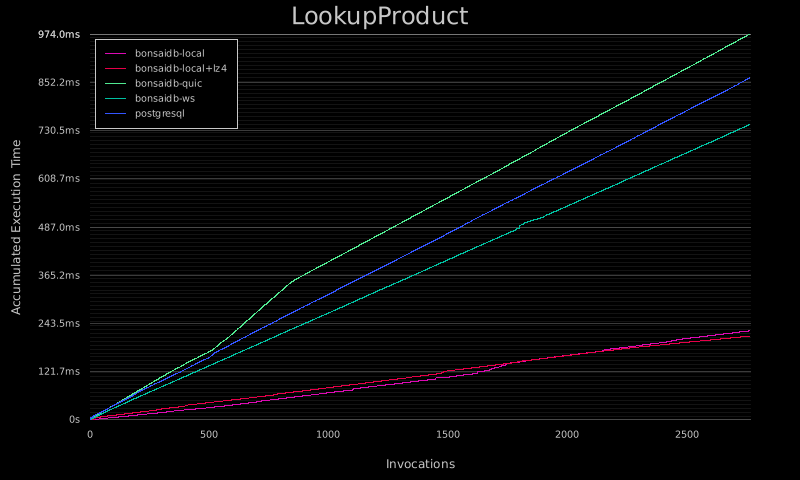 LookupProduct
974.0ms
852.2ms
730.5ms
608.7ms
487.0ms
365.2ms
243.5ms
121.7ms
0s
Accumulated Execution Time
bonsaidb-local
bonsaidb-local+lz4
bonsaidb-quic
bonsaidb-ws
postgresql
0
500
1000
1500
2000
2500
Invocations